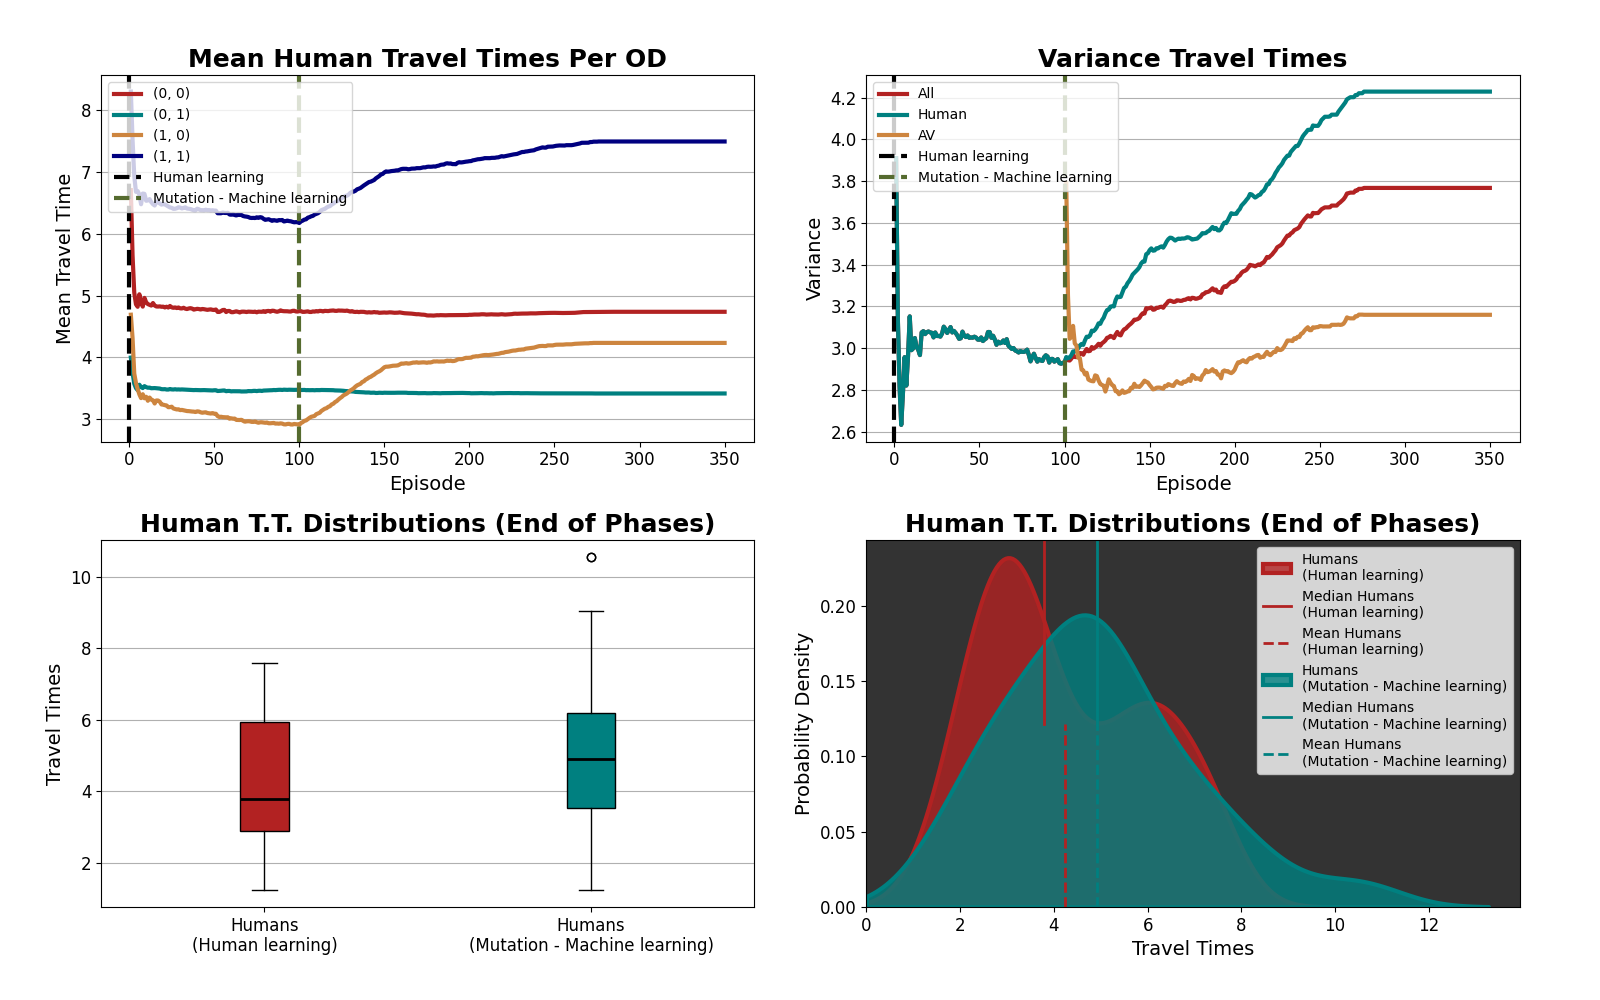 Mean Human Travel Times Per OD
Mean Travel Time
8
7
6
5
4
3
(0, 0)
(0, 1)
(1, 0)
(1, 1)
Human learning
Mutation - Machine learning
0 50 100 150 200 250 300 350
Episode
Variance Travel Times
Variance
4.2
4.0
3.8
3.6
3.4
3.2
3.0
2.8
2.6
All
Human
AV
Human learning
Mutation - Machine learning
0 50 100 150 200 250 300 350
Episode
Human T.T. Distributions (End of Phases)
Travel Times
10
8
6
4
2
Humans
(Human learning)
Humans
(Mutation - Machine learning)
Human T.T. Distributions (End of Phases)
Probability Density
0.20
0.15
0.10
0.05
0.00
Humans
(Human learning)
Median Humans
(Human learning)
Mean Humans
(Human learning)
Humans
(Mutation - Machine learning)
Median Humans
(Mutation - Machine learning)
Mean Humans
(Mutation - Machine learning)
0 2 4 6 8 10 12
Travel Times